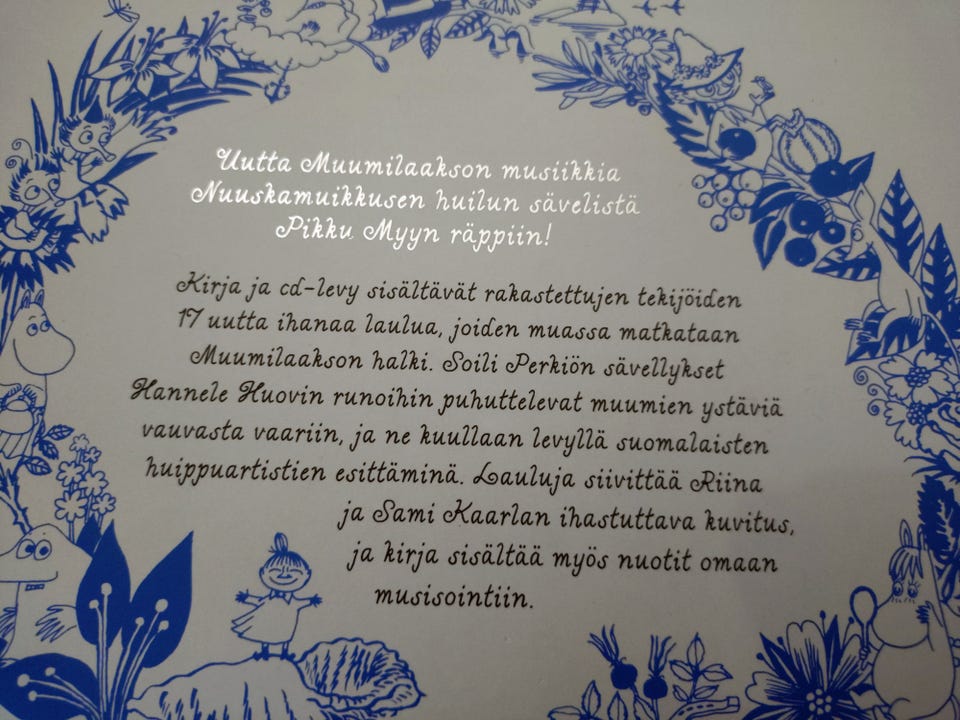 Uutta Muumilaakson musiikkia
Nuuskamuikkusen huilun sävelistä
Pikku Myyn räppiin!
Kirja ja cd-levy sisältävät rakastettujen tekijöiden
17 uutta ihanaa laulua, joiden muassa matkataan
Muumilaakson halki. Soili Perkiön sävellykset
Hannele Huovin runoihin puhuttelevat muumien ystäviä
vauvasta vaariin, ja ne kuullaan levyllä suomalaisten
huippuartistien esittäminä. Lauluja siivittää Riina
ja Sami Kaarlan ihastuttava kuvitus,
ja kirja sisältää myös nuotit omaan
musisointiin.